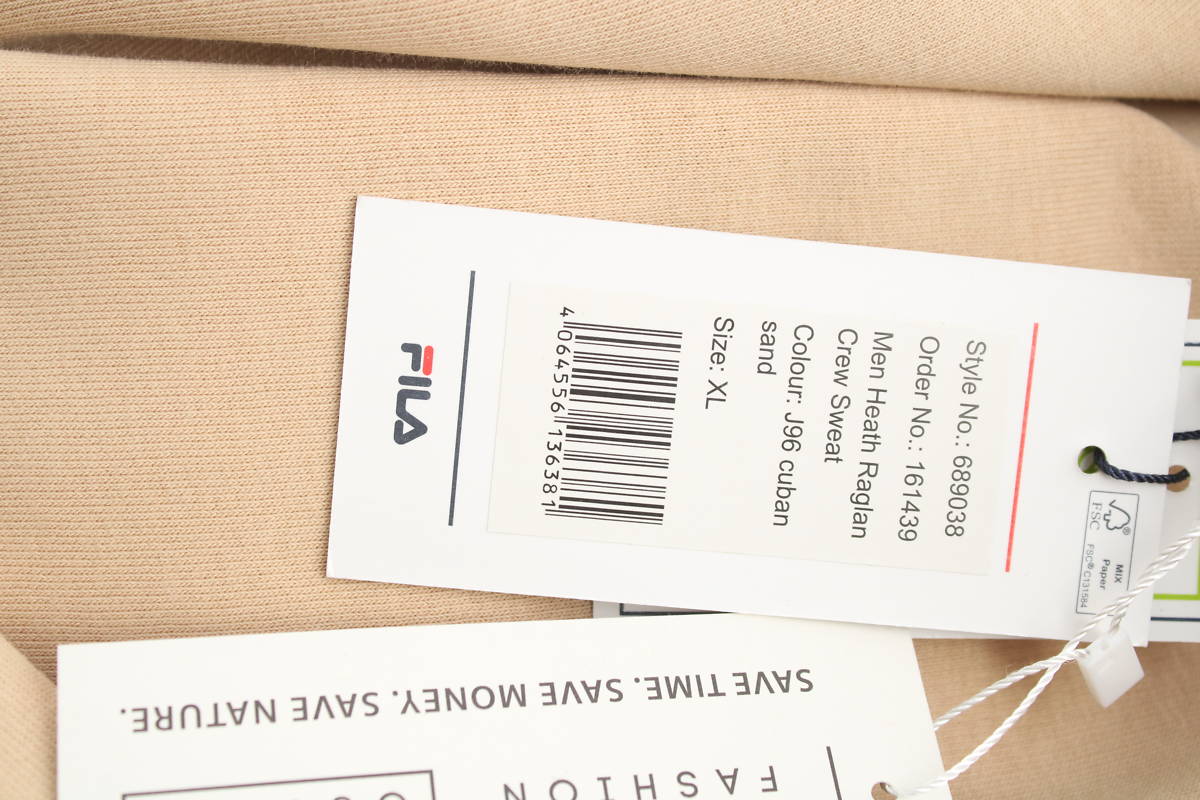 Style No.: 689038
Order No.: 161439
Men Heath Raglan
Crew Sweat
Colour: J96 cuban
sand
Size: XL
4 064556 136381
FILA
FSC®
FSC
MIX
Paper
FSC® C131584
SAVE TIME. SAVE MONEY. SAVE NATURE.
FASHION